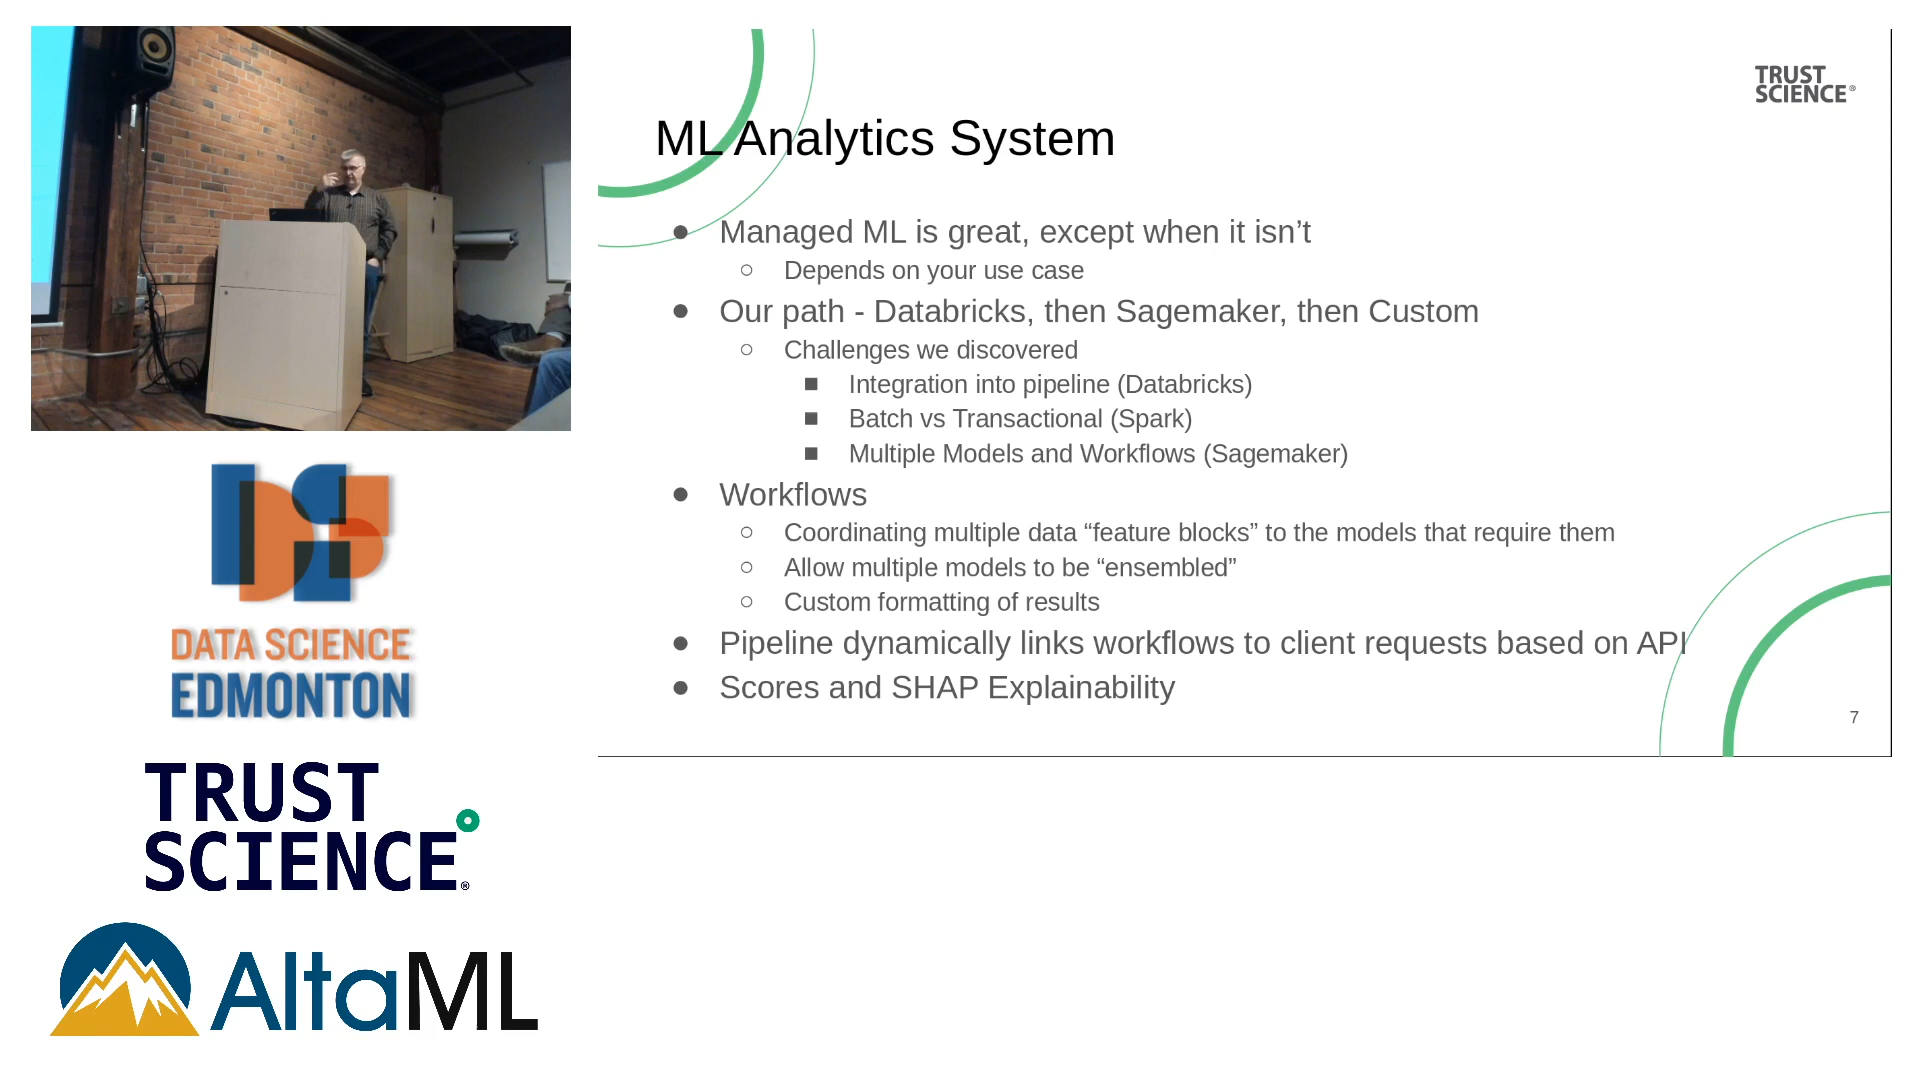 TRUST
SCIENCE®
ML Analytics System
● Managed ML is great, except when it isn’t
○ Depends on your use case
● Our path - Databricks, then Sagemaker, then Custom
○ Challenges we discovered
■ Integration into pipeline (Databricks)
■ Batch vs Transactional (Spark)
■ Multiple Models and Workflows (Sagemaker)
● Workflows
○ Coordinating multiple data “feature blocks” to the models that require them
○ Allow multiple models to be “ensembled”
○ Custom formatting of results
● Pipeline dynamically links workflows to client requests based on API
● Scores and SHAP Explainability
7
DATA SCIENCE
EDMONTON
TRUST
SCIENCE®
AltaML